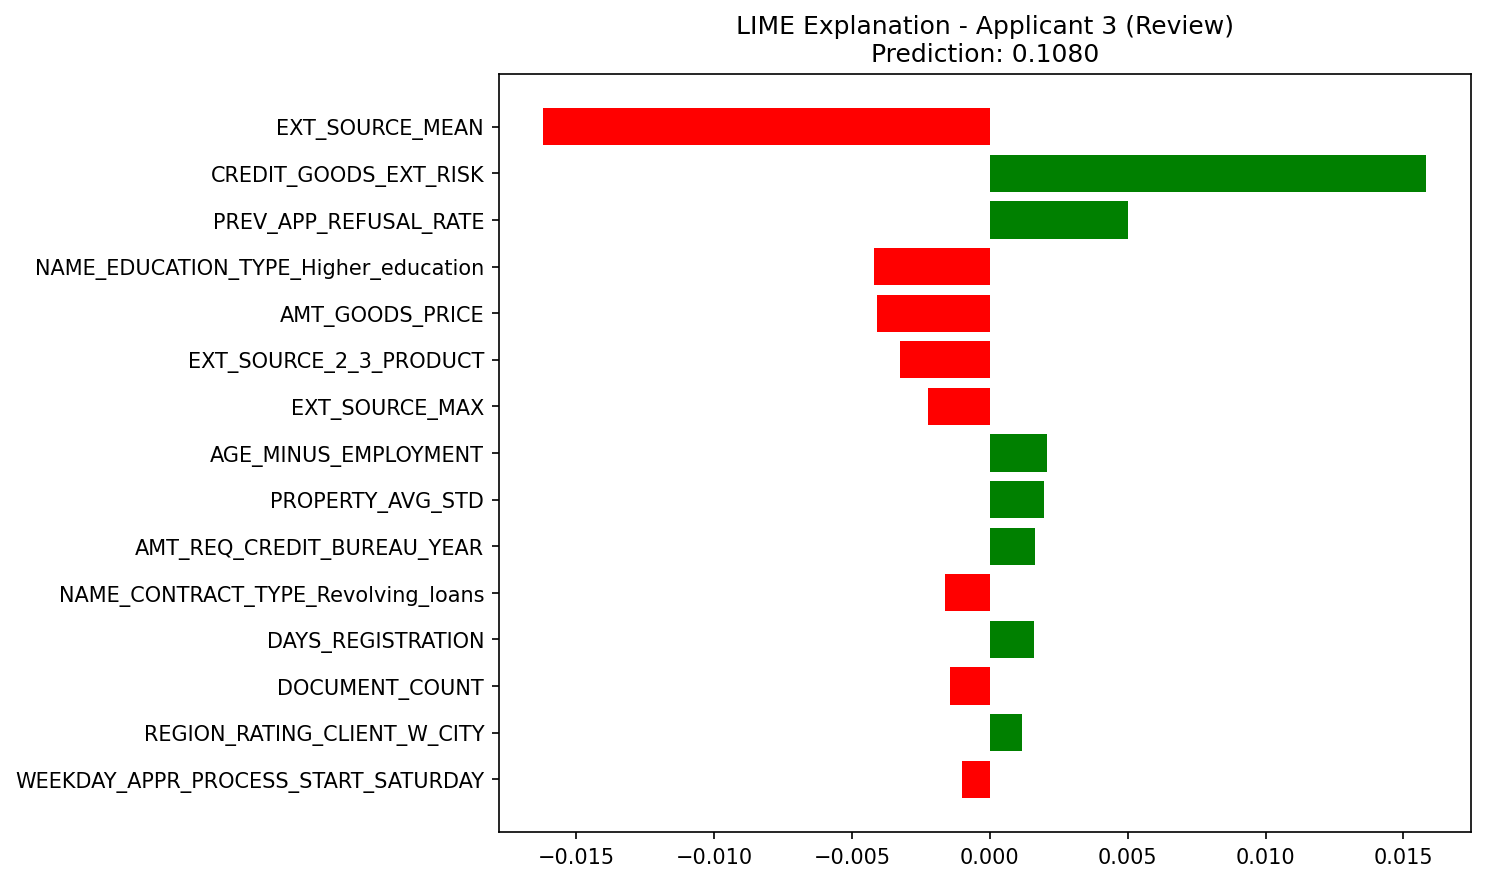 LIME Explanation - Applicant 3 (Review)
Prediction: 0.1080
EXT_SOURCE_MEAN
CREDIT_GOODS_EXT_RISK
PREV_APP_REFUSAL_RATE
NAME_EDUCATION_TYPE_Higher_education
AMT_GOODS_PRICE
EXT_SOURCE_2_3_PRODUCT
EXT_SOURCE_MAX
AGE_MINUS_EMPLOYMENT
PROPERTY_AVG_STD
AMT_REQ_CREDIT_BUREAU_YEAR
NAME_CONTRACT_TYPE_Revolving_loans
DAYS_REGISTRATION
DOCUMENT_COUNT
REGION_RATING_CLIENT_W_CITY
WEEKDAY_APPR_PROCESS_START_SATURDAY
−0.015 −0.010 −0.005 0.000 0.005 0.010 0.015